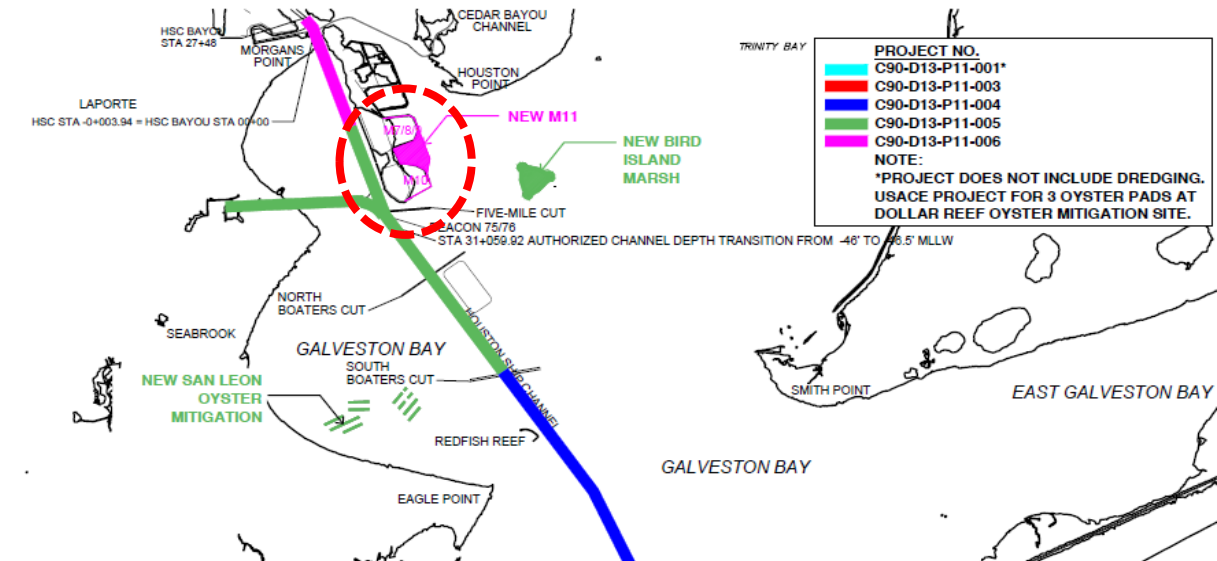 CEDAR BAYOU
CHANNEL
HSC BAYOU
STA 27+48
MORGANS
POINT
HOUSTON
POINT
TRINITY BAY
PROJECT NO.
C90-D13-P11-001*
C90-D13-P11-003
C90-D13-P11-004
C90-D13-P11-005
C90-D13-P11-006
NOTE:
*PROJECT DOES NOT INCLUDE DREDGING.
USACE PROJECT FOR 3 OYSTER PADS AT
DOLLAR REEF OYSTER MITIGATION SITE.
LAPORTE
HSC STA -0+003.94 = HSC BAYOU STA 00+00
NEW M11
M7/8/9
M10
NEW BIRD
ISLAND
MARSH
FIVE-MILE CUT
BEACON 75/76
STA 31+059.92 AUTHORIZED CHANNEL DEPTH TRANSITION FROM -46' TO -46.5' MLLW
NORTH
BOATERS CUT
SEABROOK
GALVESTON BAY
HOUSTON SHIP CHANNEL
SOUTH
BOATERS CUT
NEW SAN LEON
OYSTER
MITIGATION
SMITH POINT
EAST GALVESTON BAY
REDFISH REEF
GALVESTON BAY
EAGLE POINT